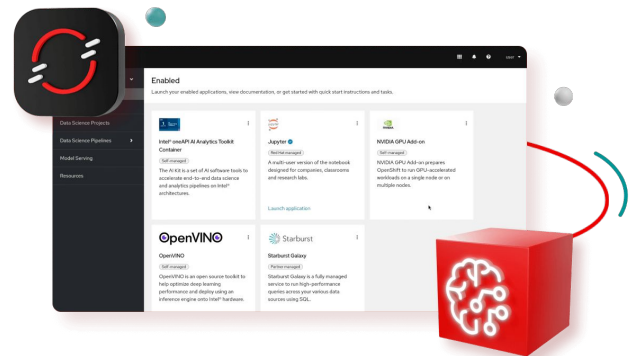 user
Enabled
Launch your enabled applications, view documentation, or get started with quick start instructions and tasks.
Data Science Projects
Data Science Pipelines
Model Serving
Resources
Intel® oneAPI AI Analytics Toolkit
Container
Self-managed
The AI Kit is a set of AI software tools to
accelerate end-to-end data science
and analytics pipelines on Intel®
architectures.
Jupyter
Red Hat managed
A multi-user version of the notebook
designed for companies, classrooms
and research labs.
Launch application
NVIDIA
NVIDIA GPU Add-on
Self-managed
NVIDIA GPU Add-on prepares
OpenShift to run GPU-accelerated
workloads on a single node or on
multiple nodes.
OpenVINO
OpenVINO
Self-managed
OpenVINO is an open source toolkit to
help optimize deep learning
performance and deploy using an
inference engine onto Intel® hardware.
Starburst
Starburst Galaxy
Partner managed
Starburst Galaxy is a fully managed
service to run high-performance
queries across your various data
sources using SQL.